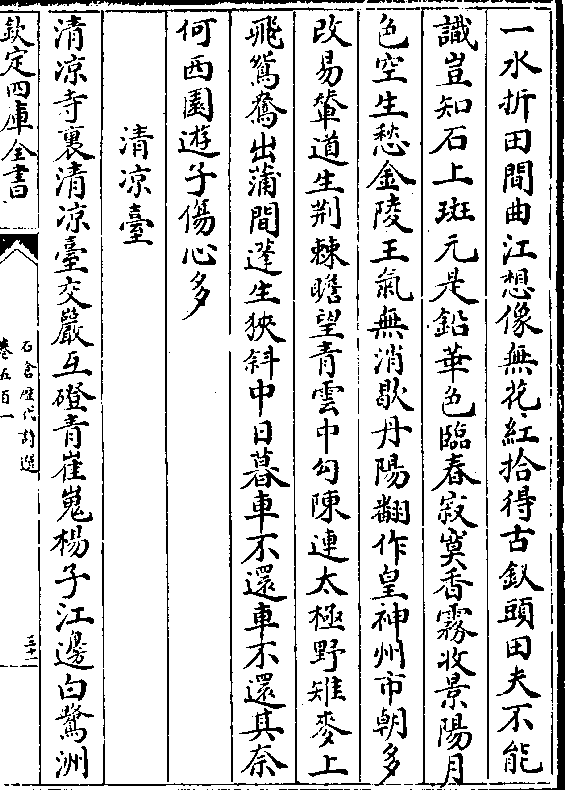 一水折田間曲江想像無花紅拾得古釵頭田夫不能
識豈知石上斑元是鉛華色臨春寂寞香霧收景陽月
色空生愁金陵王氣無消歇丹陽翻作皇神州市朝多
改易輦道生荆棘瞻望青雲中勾陳連太極野雉麥上
飛鴛鴦出蒲間蓬生狹斜中日暮車不還車不還其奈
何西園遊子傷心多
清凉臺
清凉寺裏清凉臺交嚴互磴青崔嵬楊子江邊白鷺洲
欽定四庫全書
石倉歷代詩選
卷五百一
三十一